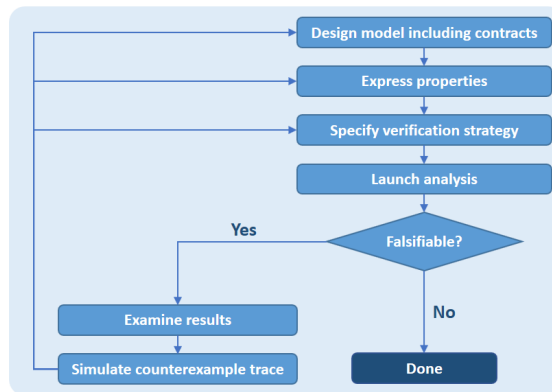 Design model including contracts
Express properties
Specify verification strategy
Launch analysis
Falsifiable?
Yes
No
Examine results
Simulate counterexample trace
Done